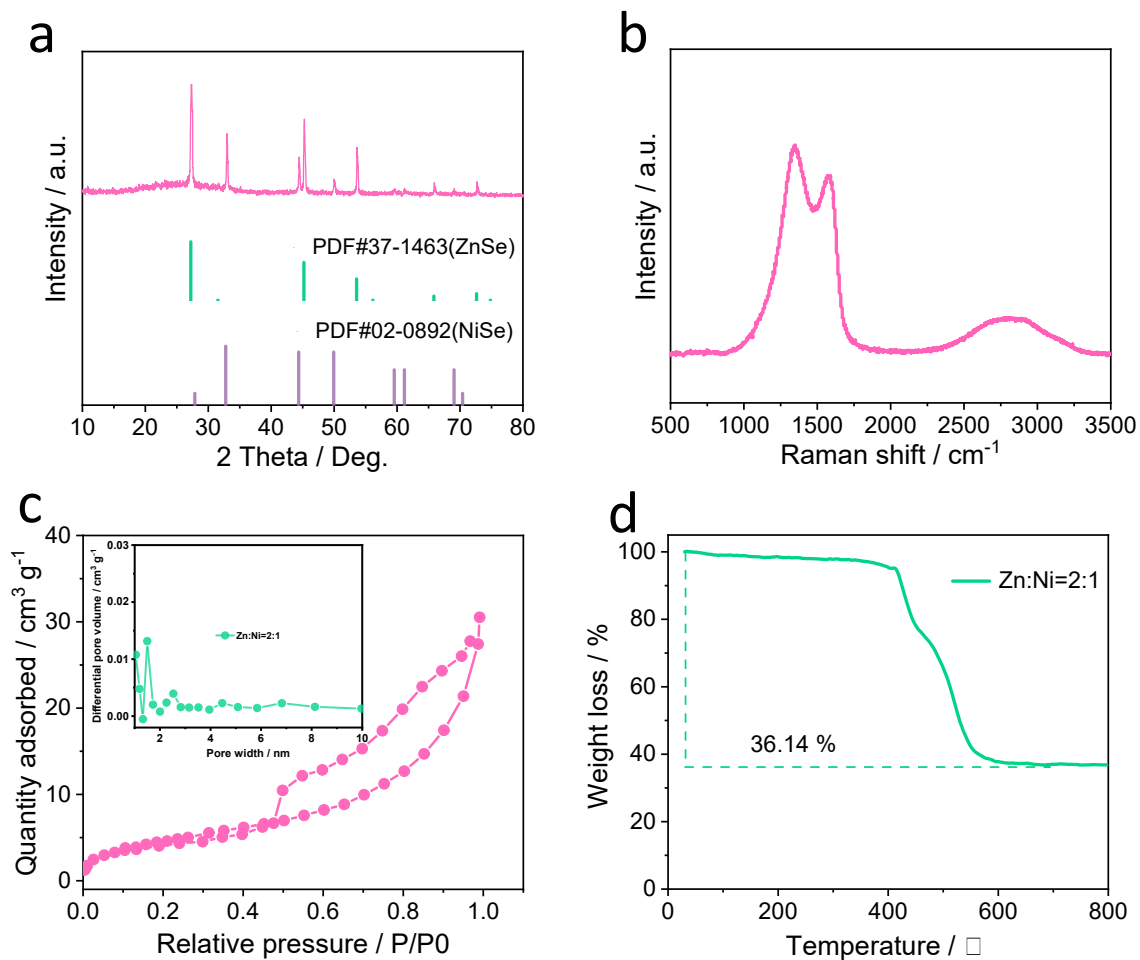 a
Intensity / a.u.
PDF#37-1463(ZnSe)
PDF#02-0892(NiSe)
10 20 30 40 50 60 70 80
2 Theta / Deg.
b
Intensity / a.u.
500 1000 1500 2000 2500 3000 3500
Raman shift / cm-1
c
Quantity adsorbed / cm3 g-1
40
30
20
10
0
0.0 0.2 0.4 0.6 0.8 1.0
Relative pressure / P/P0
Differential pore volume / cm3 g-1
0.03
0.02
0.01
0.00
Zn:Ni=2:1
2 4 6 8 10
Pore width / nm
d
Weight loss / %
100
80
60
40
20
0
Zn:Ni=2:1
36.14 %
0 200 400 600 800
Temperature / □